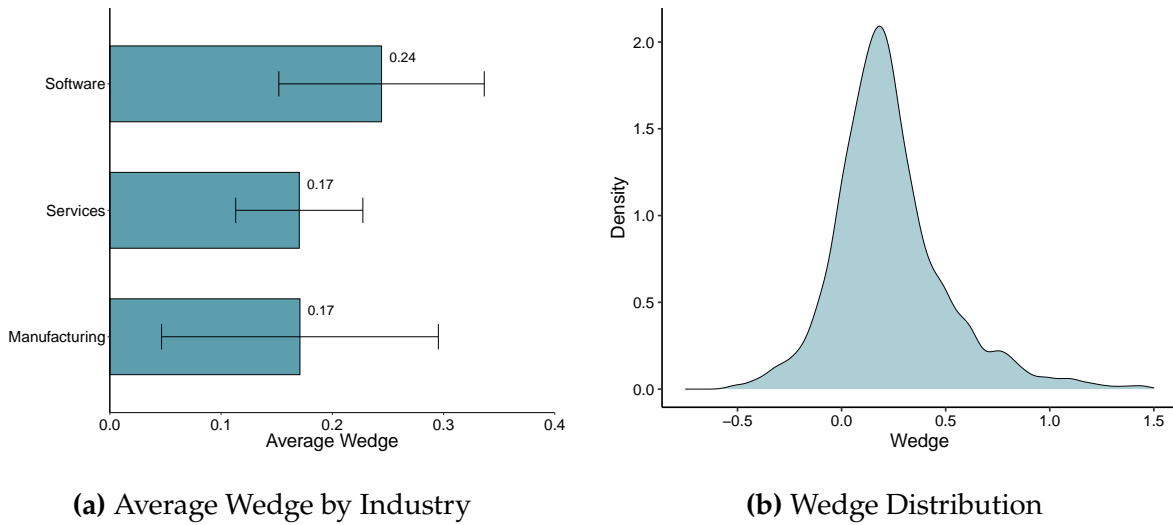 Software
0.24
Services
0.17
Manufacturing
0.17
0.0 0.1 0.2 0.3 0.4
Average Wedge
(a) Average Wedge by Industry
2.0
1.5
1.0
0.5
0.0
Density
−0.5 0.0 0.5 1.0 1.5
Wedge
(b) Wedge Distribution